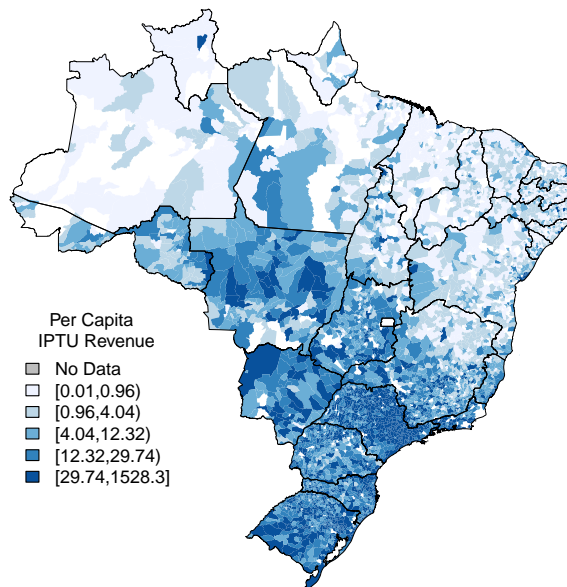 Per Capita
IPTU Revenue
No Data
[0.01,0.96)
[0.96,4.04)
[4.04,12.32)
[12.32,29.74)
[29.74,1528.3]